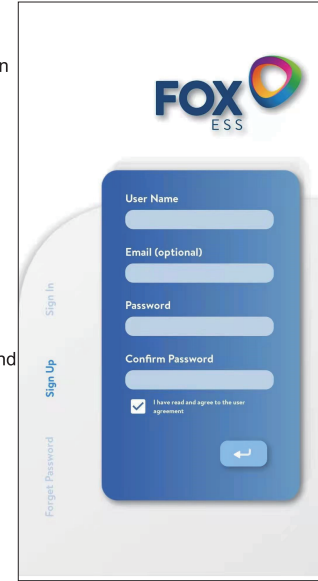 n
FOX
ESS
User Name
Email (optional)
Password
Confirm Password
I have read and agree to the user
agreement
Sign In
nd
Sign Up
Forget Password